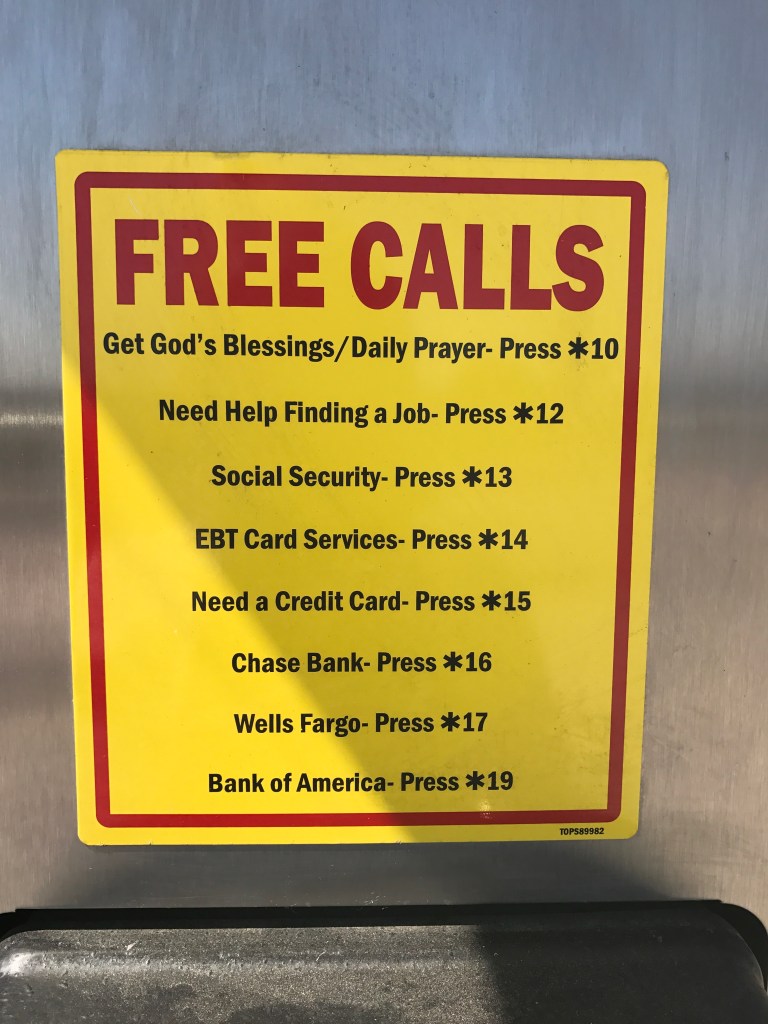 FREE CALLS
Get God's Blessings/Daily Prayer- Press *10
Need Help Finding a Job- Press *12
Social Security- Press *13
EBT Card Services- Press *14
Need a Credit Card- Press *15
Chase Bank- Press *16
Wells Fargo- Press *17
Bank of America- Press *19
TOPS89982